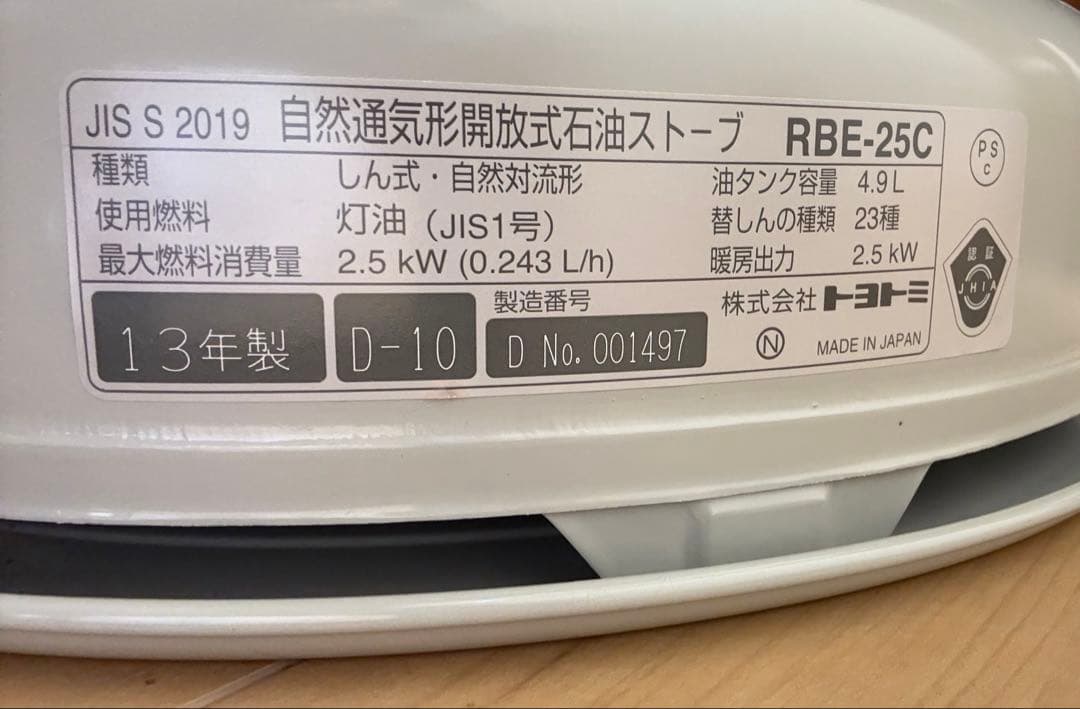 JIS S 2019 自然通気形開放式石油ストーブ RBE-25C
種類 しん式・自然対流形 油タンク容量 4.9L
使用燃料 灯油(JIS1号) 替しんの種類 23種
最大燃料消費量 2.5 kW (0.243 L/h) 暖房出力 2.5 kW
13年製 D-10 製造番号 D No. 001497
株式会社トヨトミ
N MADE IN JAPAN
PS
C
認証
JHIA